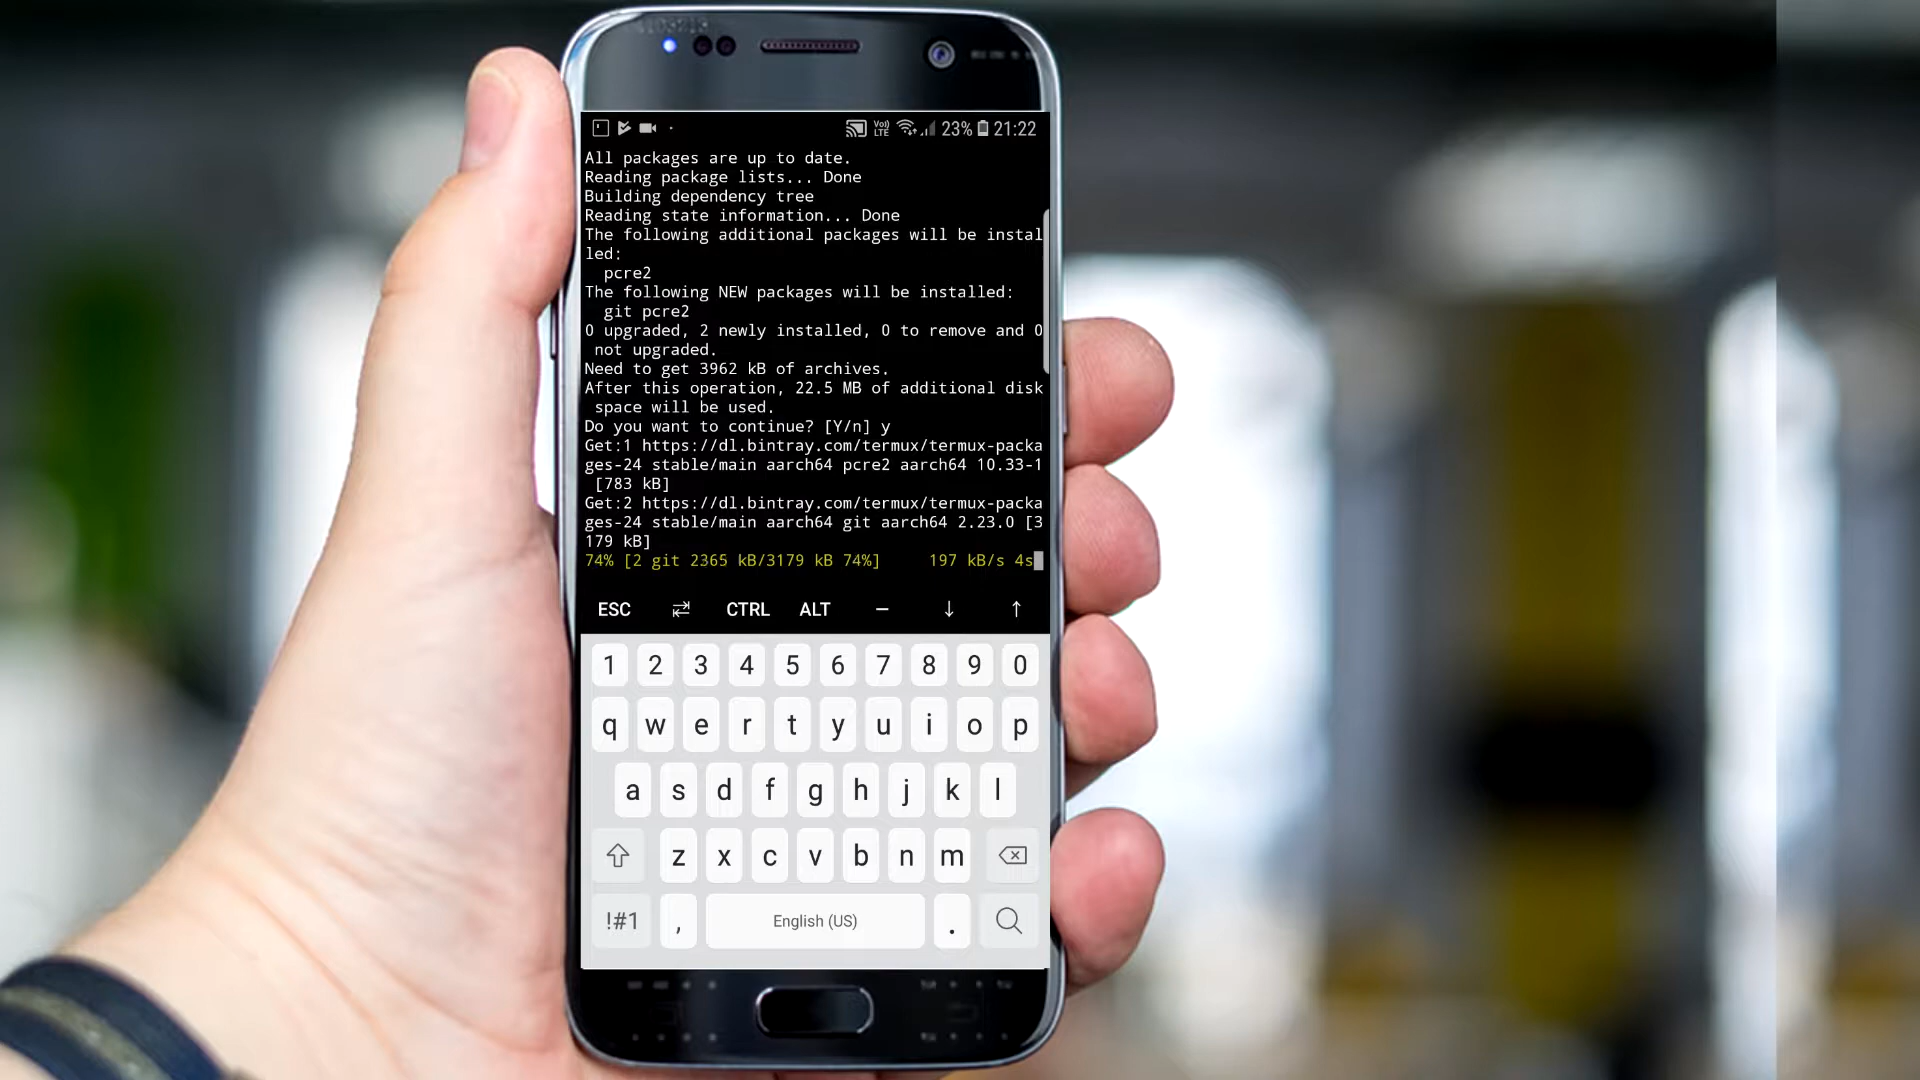 VoI) LTE 23% 21:22
All packages are up to date.
Reading package lists... Done
Building dependency tree
Reading state information... Done
The following additional packages will be instal
led:
pcre2
The following NEW packages will be installed:
git pcre2
0 upgraded, 2 newly installed, 0 to remove and 0
not upgraded.
Need to get 3962 kB of archives.
After this operation, 22.5 MB of additional disk
space will be used.
Do you want to continue? [Y/n] y
Get:1 https://dl.bintray.com/termux/termux-packa
ges-24 stable/main aarch64 pcre2 aarch64 10.33-1
[783 kB]
Get:2 https://dl.bintray.com/termux/termux-packa
ges-24 stable/main aarch64 git aarch64 2.23.0 [3
179 kB]
74% [2 git 2365 kB/3179 kB 74%] 197 kB/s 4s
ESC ⇄ CTRL ALT – ↓ ↑
1 2 3 4 5 6 7 8 9 0
q w e r t y u i o p
a s d f g h j k l
z x c v b n m
!#1 , English (US) .